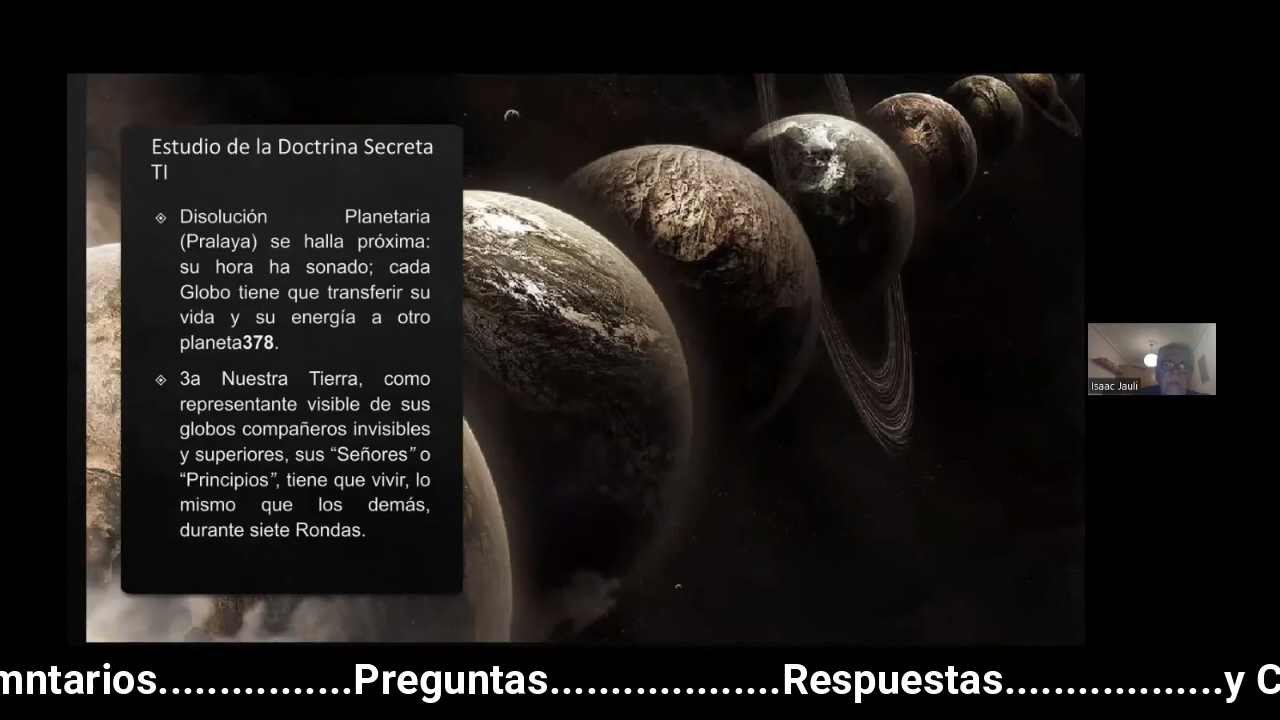 Estudio de la Doctrina Secreta
TI
Disolución Planetaria
(Pralaya) se halla próxima:
su hora ha sonado; cada
Globo tiene que transferir su
vida y su energía a otro
planeta378.
3a Nuestra Tierra, como
representante visible de sus
globos compañeros invisibles
y superiores, sus “Señores” o
“Principios”, tiene que vivir, lo
mismo que los demás,
durante siete Rondas.
Isaac Jauli
mntarios...............Preguntas..................Respuestas.................y C